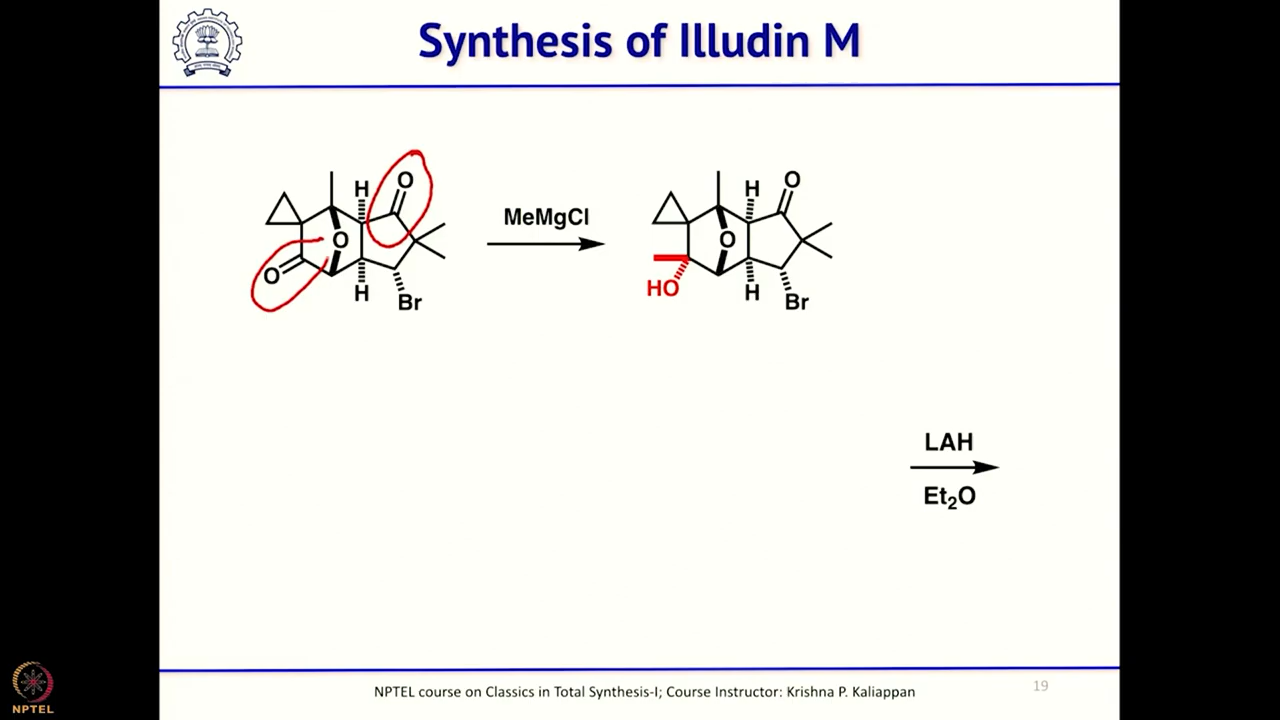 Synthesis of Illudin M
H O O O H Br
MeMgCl
H O O HO H Br
LAH
Et₂O
NPTEL course on Classics in Total Synthesis-I; Course Instructor: Krishna P. Kaliappan
19
NPTEL